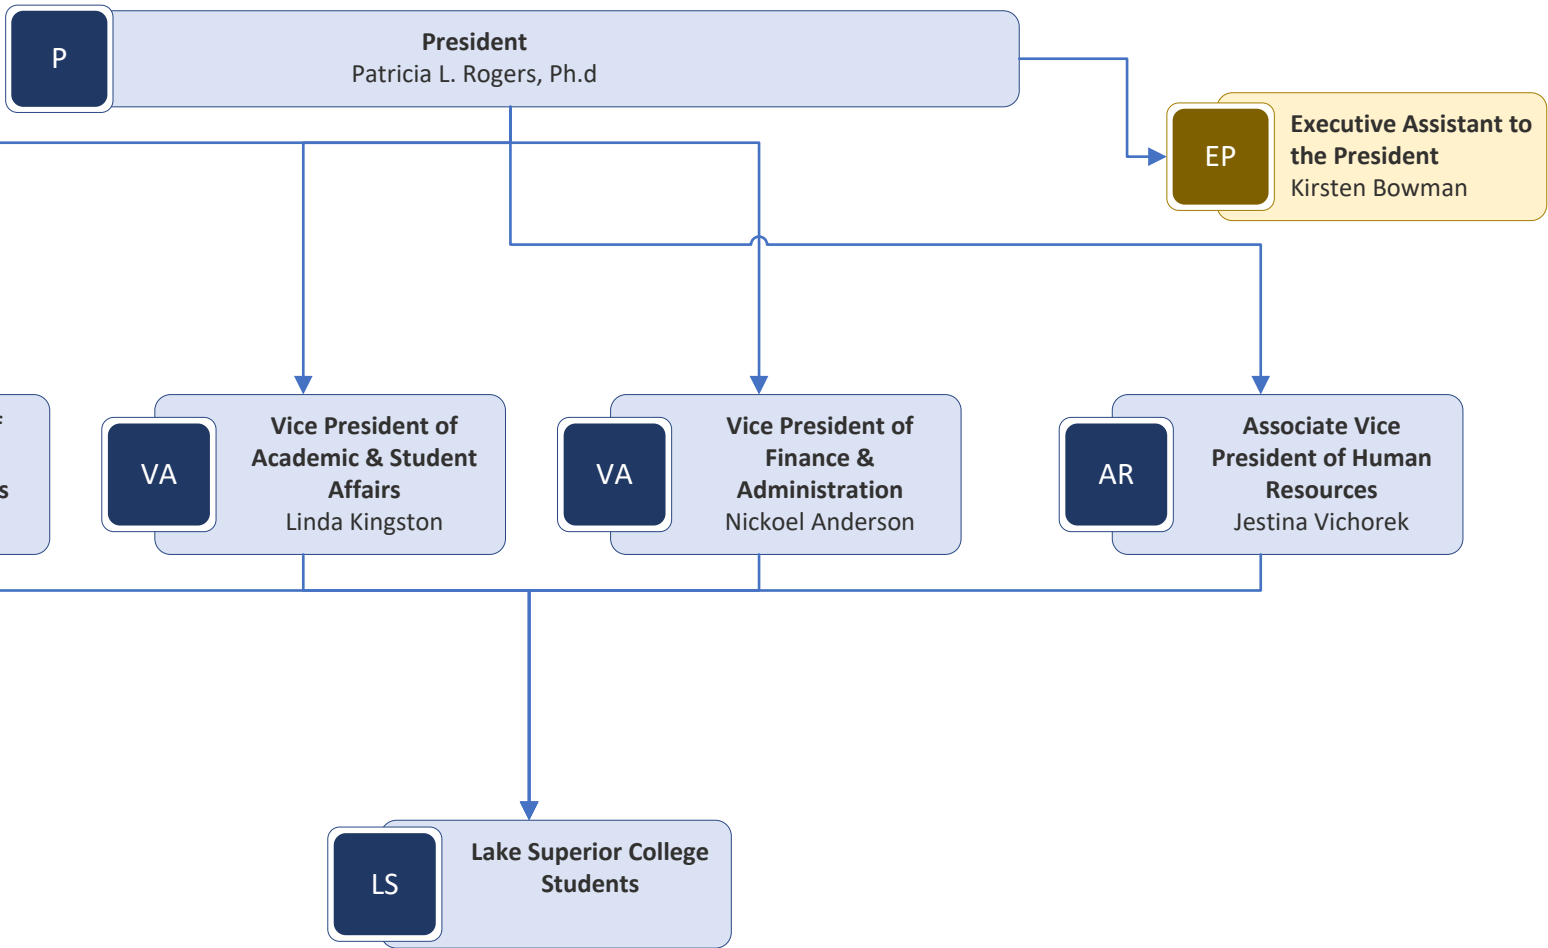 P
President
Patricia L. Rogers, Ph.d
EP
Executive Assistant to
the President
Kirsten Bowman
VA
Vice President of
Academic & Student
Affairs
Linda Kingston
VA
Vice President of
Finance &
Administration
Nickoel Anderson
AR
Associate Vice
President of Human
Resources
Jestina Vichorek
LS
Lake Superior College
Students